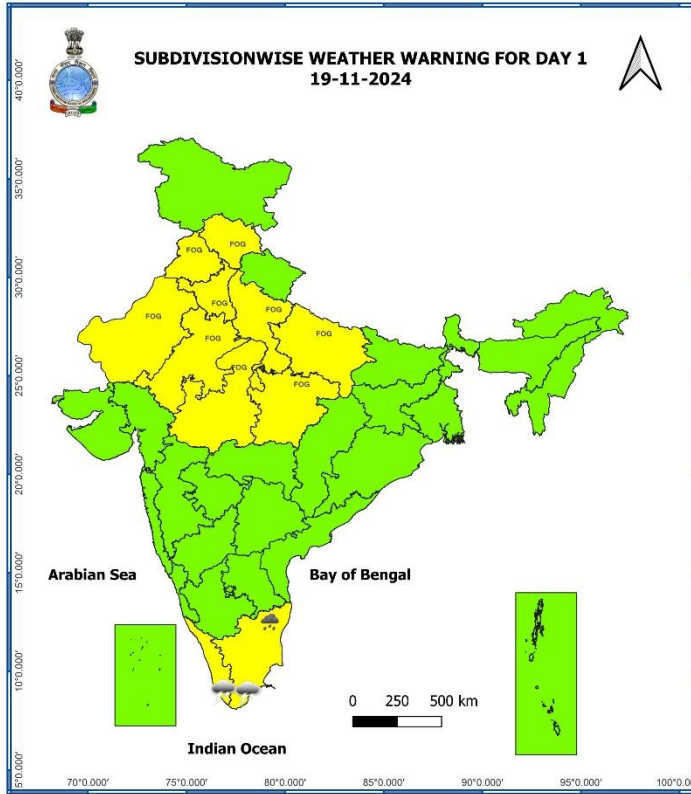 SUBDIVISIONWISE WEATHER WARNING FOR DAY 1
19-11-2024
40°0.000'
35°0.000'
30°0.000'
25°0.000'
20°0.000'
15°0.000'
10°0.000'
5°0.000'
FOG
FOG
FOG
FOG
FOG
FOG
FOG
FOG
FOG
Arabian Sea
Bay of Bengal
Indian Ocean
0 250 500 km
70°0.000' 75°0.000' 80°0.000' 85°0.000' 90°0.000' 95°0.000' 100°0.00